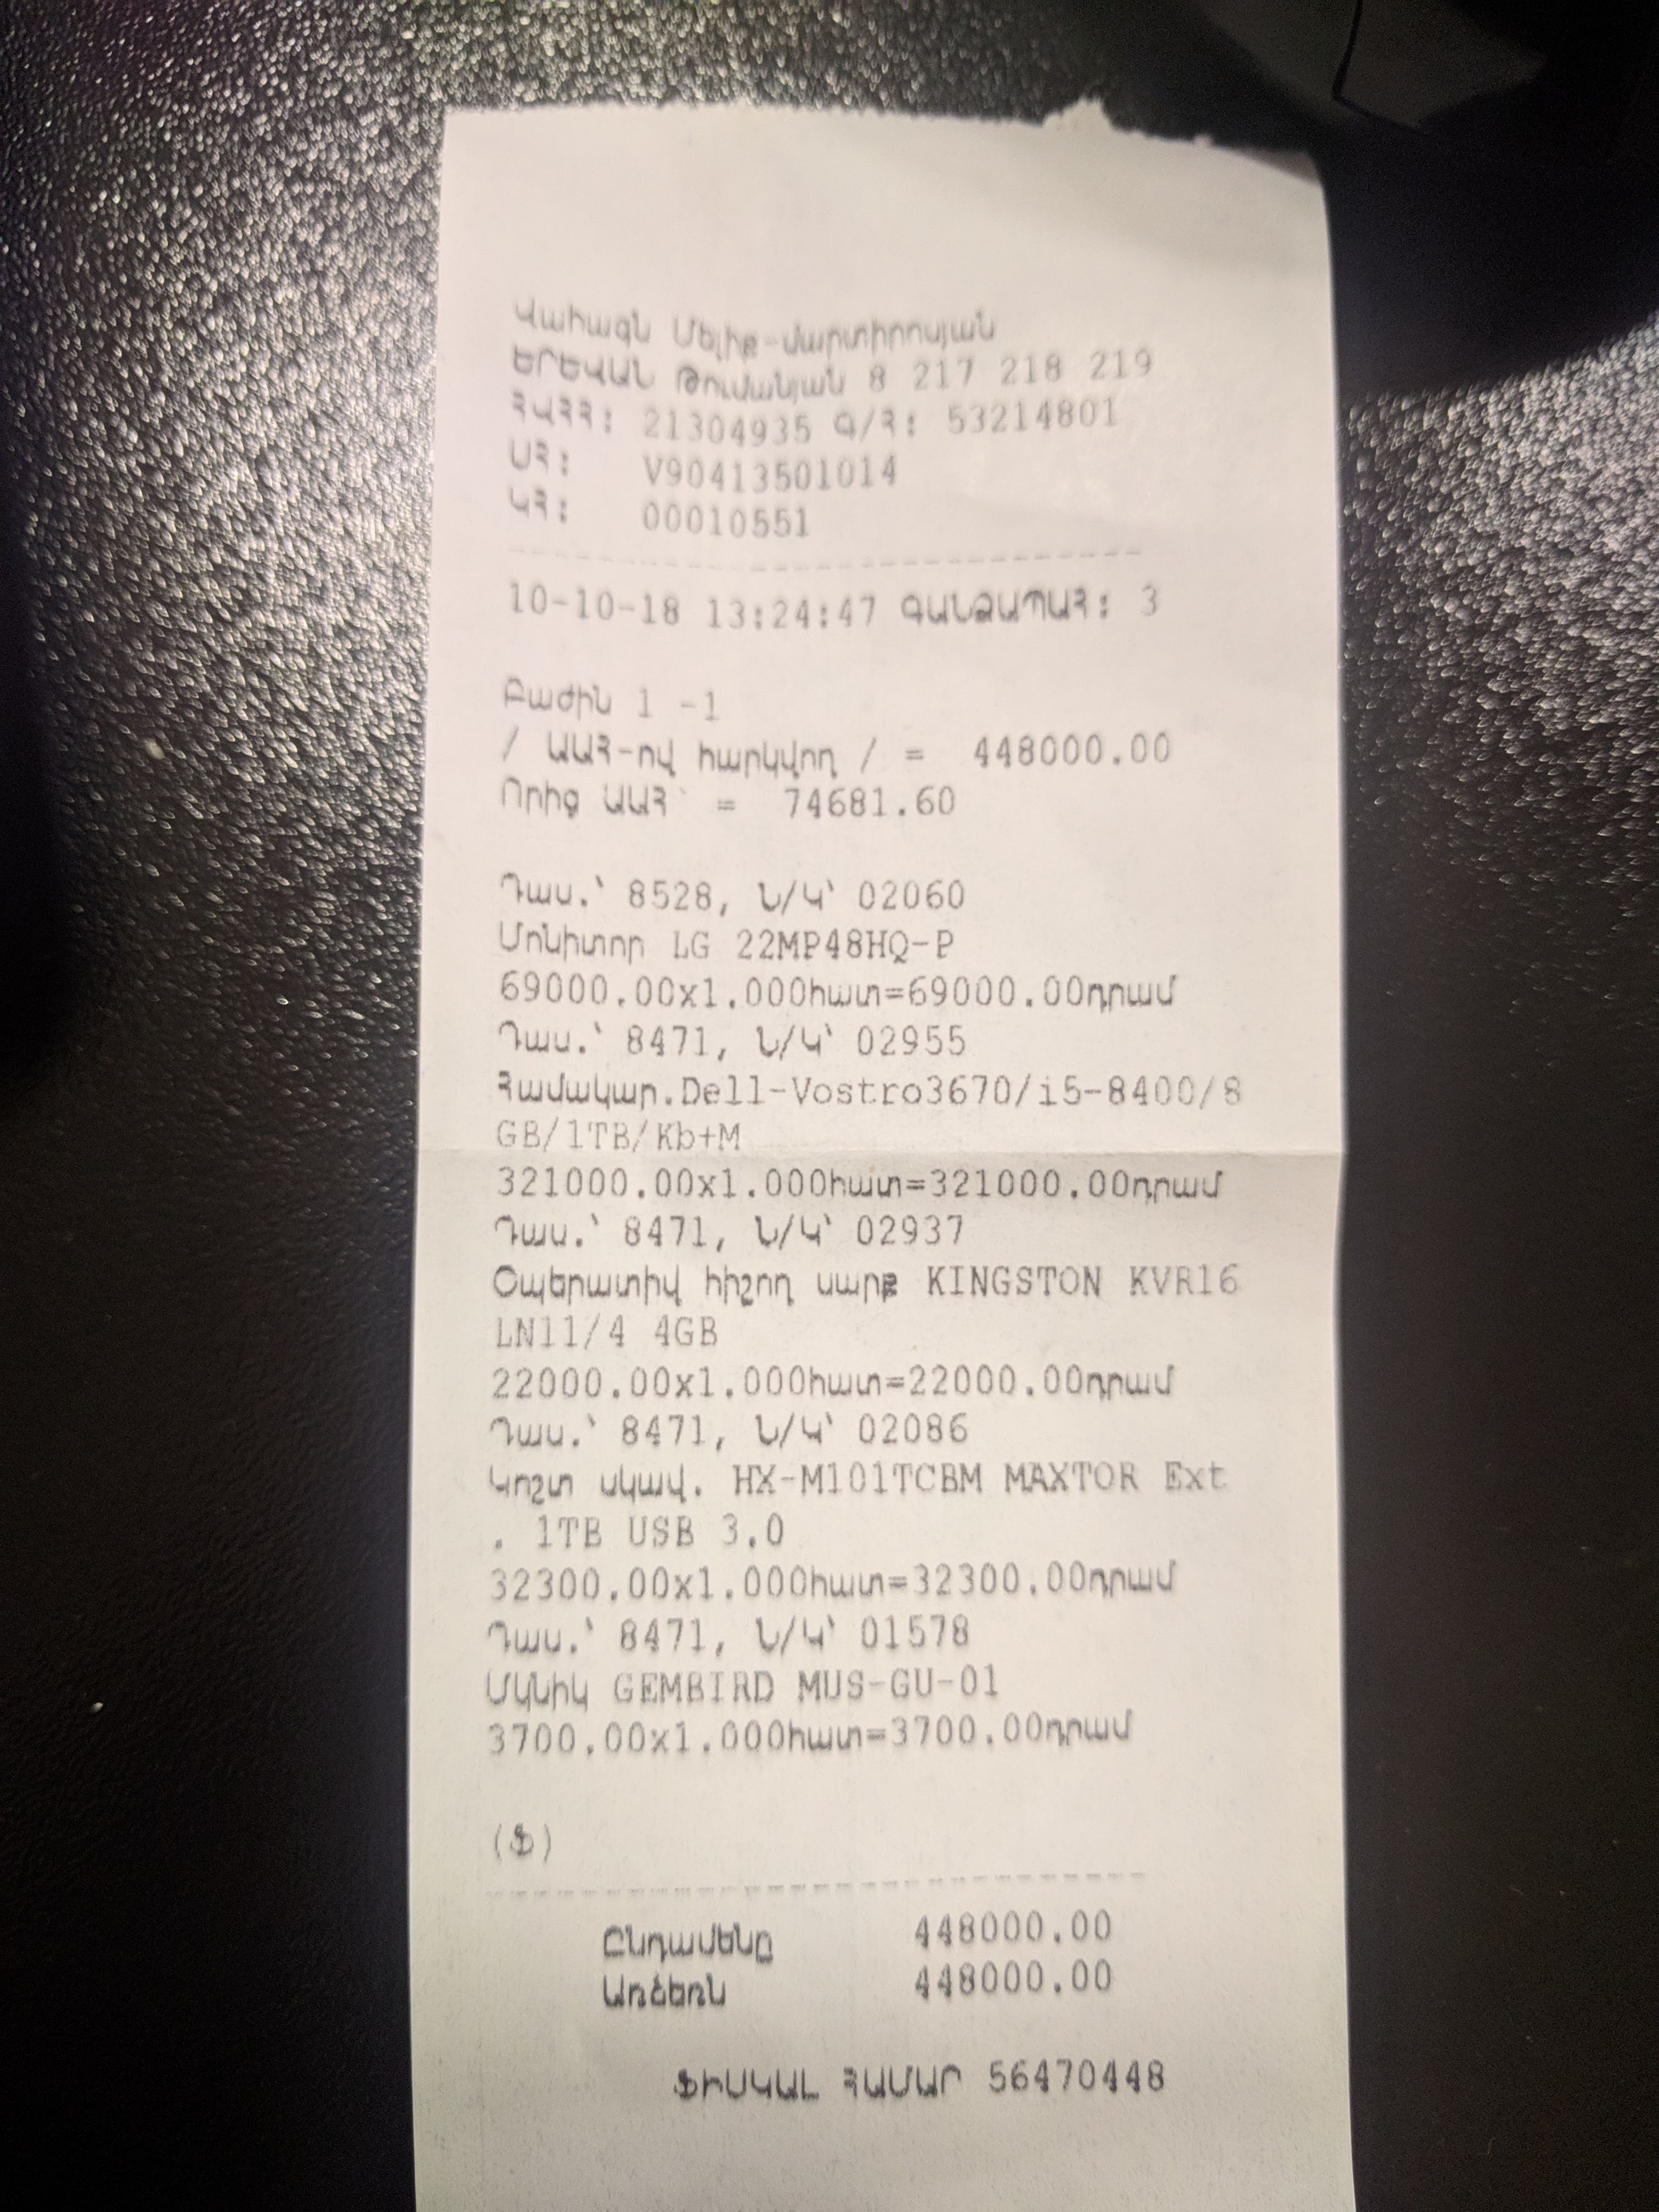 Վահագն Մելիք-մարտիրոսյան
ԵՐԵՎԱՆ Թումանյան 8 217 218 219
ՀՎՀՀ: 21304935 Գ/Հ: 53214801
ՍՀ: V90413501014
ԿՀ: 00010551
10-10-18 13:24:47 ԳԱՆՁԱՊԱՀ: 3
Բաժին 1 -1
/ ԱԱՀ-ով հարկվող / = 448000.00
Որից ԱԱՀ՝ = 74681.60
Դաս.՝ 8528, Ն/Կ՝ 02060
Մոնիտոր LG 22MP48HQ-P
69000.00x1.000հատ=69000.00դրամ
Դաս.՝ 8471, Ն/Կ՝ 02955
Համակար.Dell-Vostro3670/i5-8400/8
GB/1TB/Kb+M
321000.00x1.000հատ=321000.00դրամ
Դաս.՝ 8471, Ն/Կ՝ 02937
Օպերատիվ հիշող սարք KINGSTON KVR16
LN11/4 4GB
22000.00x1.000հատ=22000.00դրամ
Դաս.՝ 8471, Ն/Կ՝ 02086
Կոշտ սկավ. HX-M101TCBM MAXTOR Ext
. 1TB USB 3.0
32300.00x1.000հատ=32300.00դրամ
Դաս.՝ 8471, Ն/Կ՝ 01578
Մկնիկ GEMBIRD MUS-GU-01
3700.00x1.000հատ=3700.00դրամ
(Ֆ)
Ընդամենը 448000.00
Առձեռն 448000.00
ՖԻՍԿԱԼ ՀԱՄԱՐ 56470448